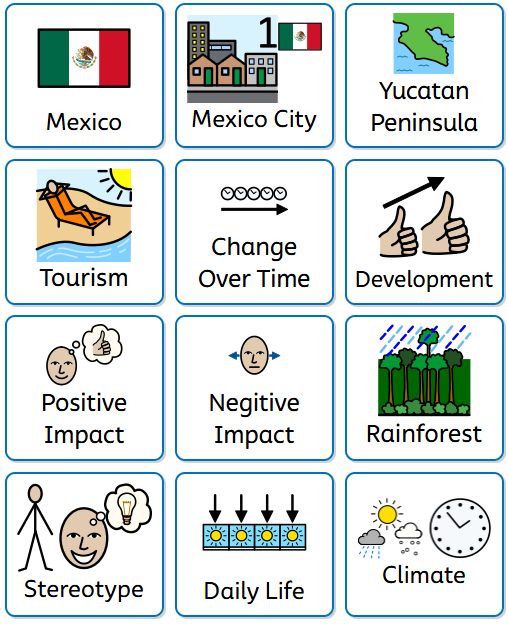 Mexico
1
Mexico City
Yucatan
Peninsula
Tourism
Change
Over Time
Development
Positive
Impact
Negitive
Impact
Rainforest
Stereotype
Daily Life
Climate